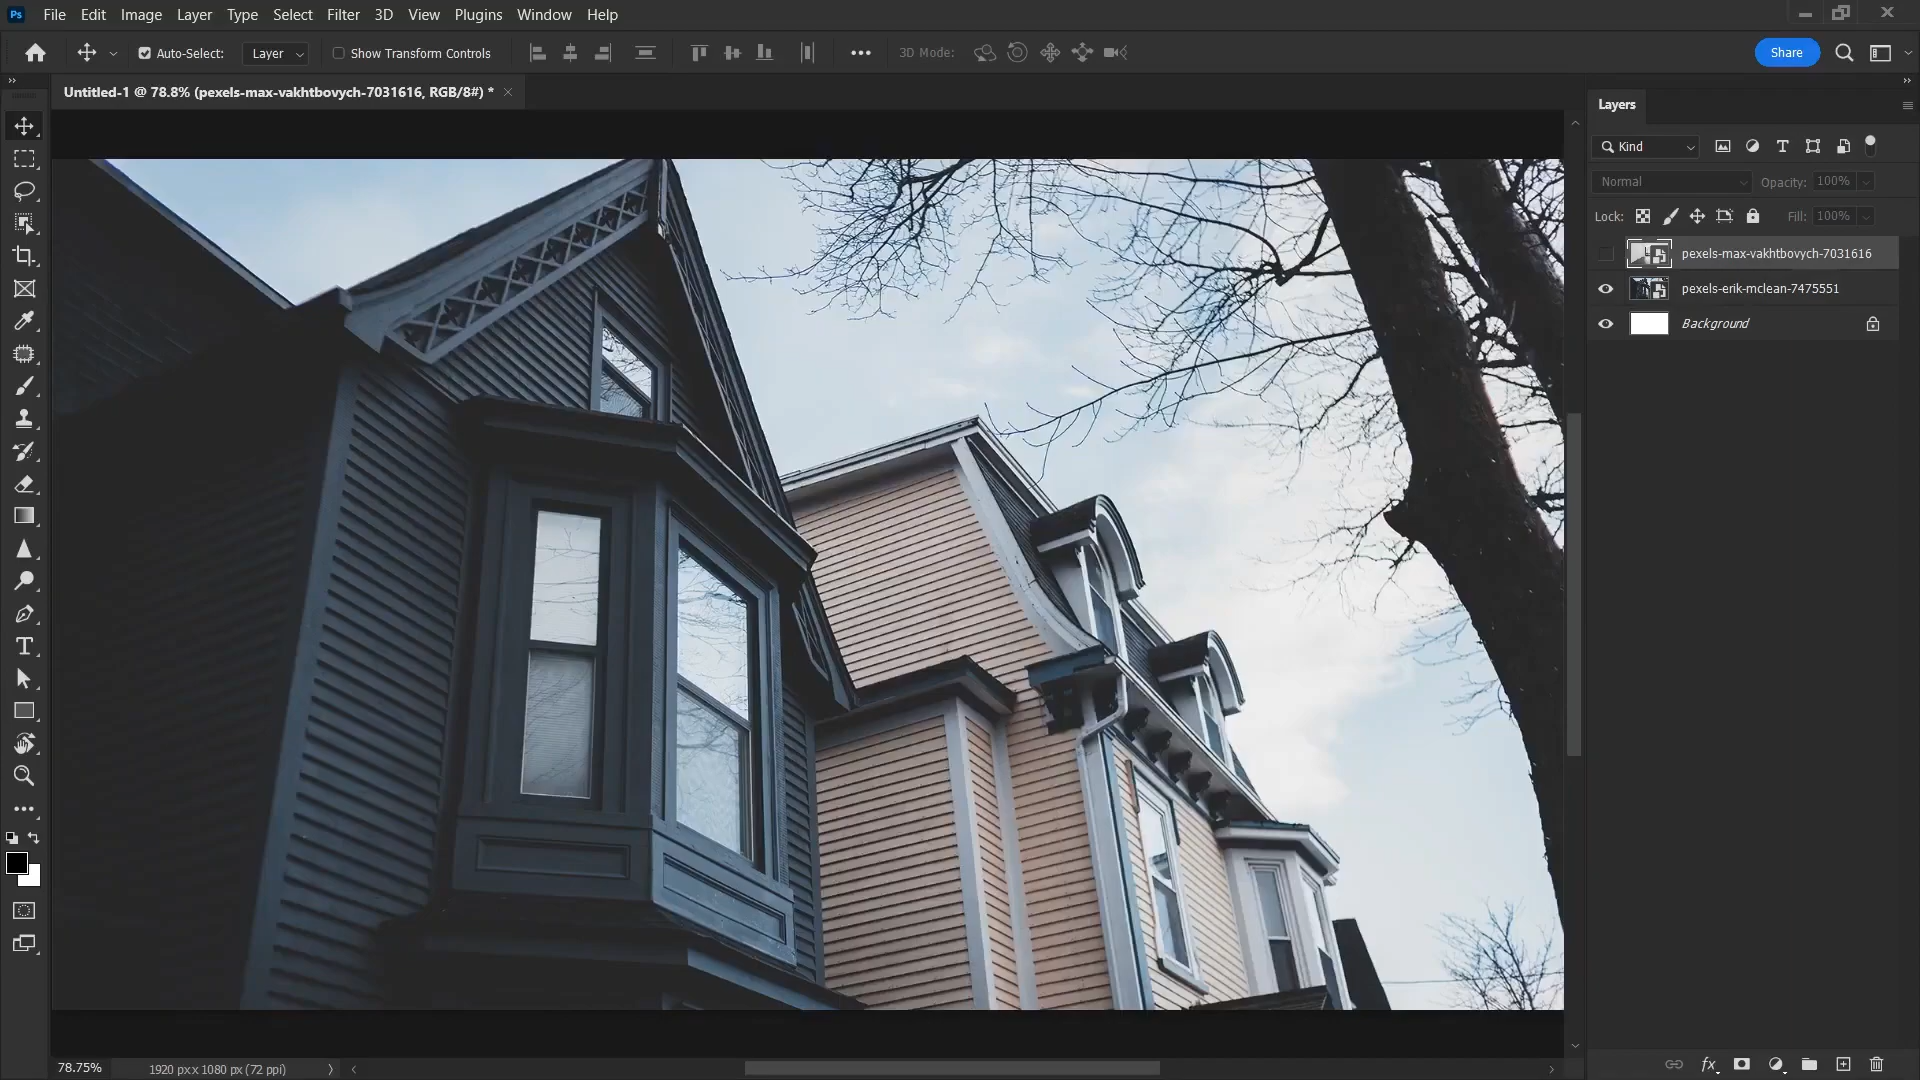 Ps File Edit Image Layer Type Select Filter 3D View Plugins Window Help
Auto-Select: Layer Show Transform Controls 3D Mode: Share
Untitled-1 @ 78.8% (pexels-max-vakhtbovych-7031616, RGB/8#) *
Layers
Kind
Normal Opacity: 100%
Lock: Fill: 100%
pexels-max-vakhtbovych-7031616
pexels-erik-mclean-7475551
Background
78.75% 1920 px x 1080 px (72 ppi)
fx